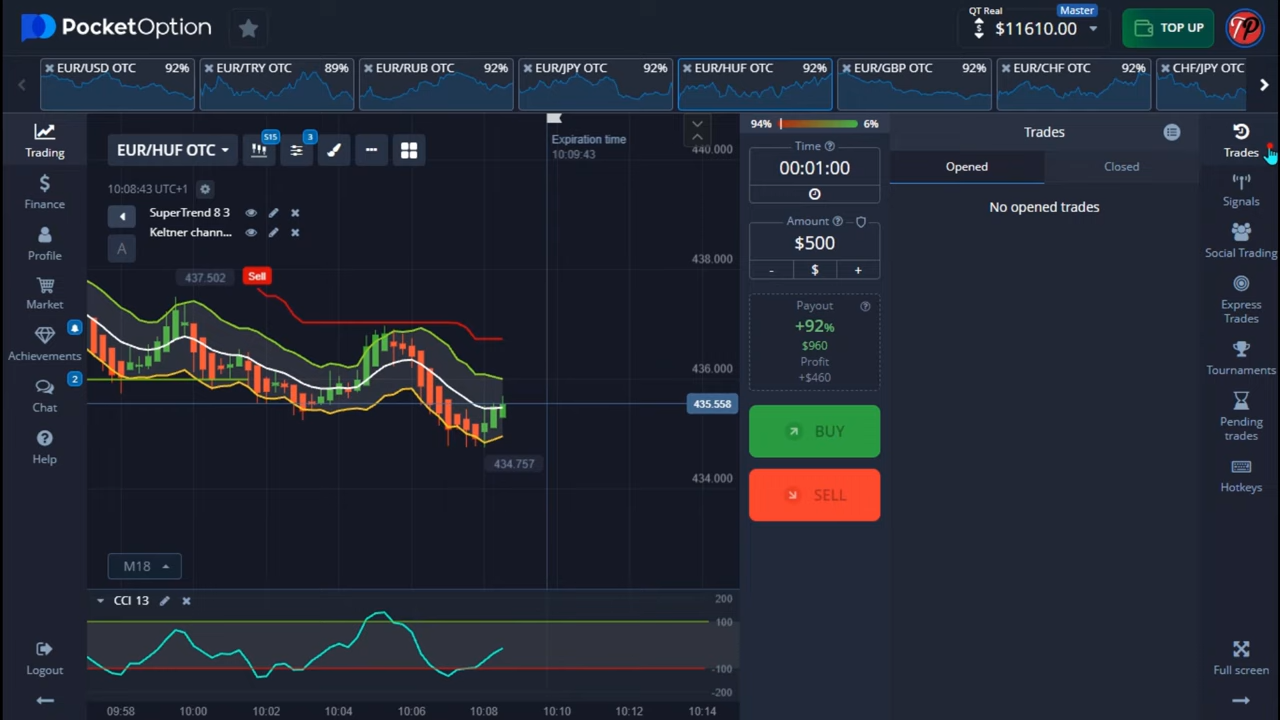 PocketOption
QT Real
Master
$11610.00
TOP UP
EUR/USD OTC 92%
EUR/TRY OTC 89%
EUR/RUB OTC 92%
EUR/JPY OTC 92%
EUR/HUF OTC 92%
EUR/GBP OTC 92%
EUR/CHF OTC 92%
CHF/JPY OTC
Trading
Finance
Profile
Market
Achievements
2
Chat
Help
Logout
EUR/HUF OTC
S15
3
10:08:43 UTC+1
SuperTrend 8 3
Keltner chann...
A
Expiration time
10:09:43
437.502
Sell
434.757
440.000
438.000
436.000
435.558
434.000
M18
CCI 13
200
100
-100
-200
09:58
10:00
10:02
10:04
10:06
10:08
10:10
10:12
10:14
94%
6%
Time
00:01:00
Amount
$500
- $ +
Payout
+92%
$960
Profit
+$460
BUY
SELL
Trades
Opened
Closed
No opened trades
Trades
Signals
Social Trading
Express
Trades
Tournaments
Pending
trades
Hotkeys
Full screen